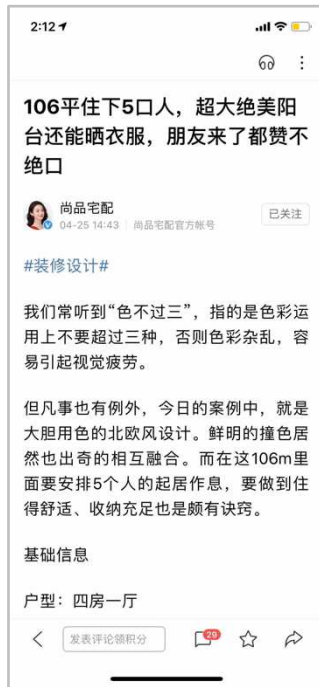 2:12
106平住下5口人，超大绝美阳
台还能晒衣服，朋友来了都赞不
绝口
尚品宅配
04-25 14:43 尚品宅配官方帐号
已关注
#装修设计#
我们常听到“色不过三”，指的是色彩运
用上不要超过三种，否则色彩杂乱，容
易引起视觉疲劳。
但凡事也有例外，今日的案例中，就是
大胆用色的北欧风设计。鲜明的撞色居
然也出奇的相互融合。而在这106m里
面要安排5个人的起居作息，要做到住
得舒适、收纳充足也是颇有诀窍。
基础信息
户型：四房一厅
发表评论领积分
29